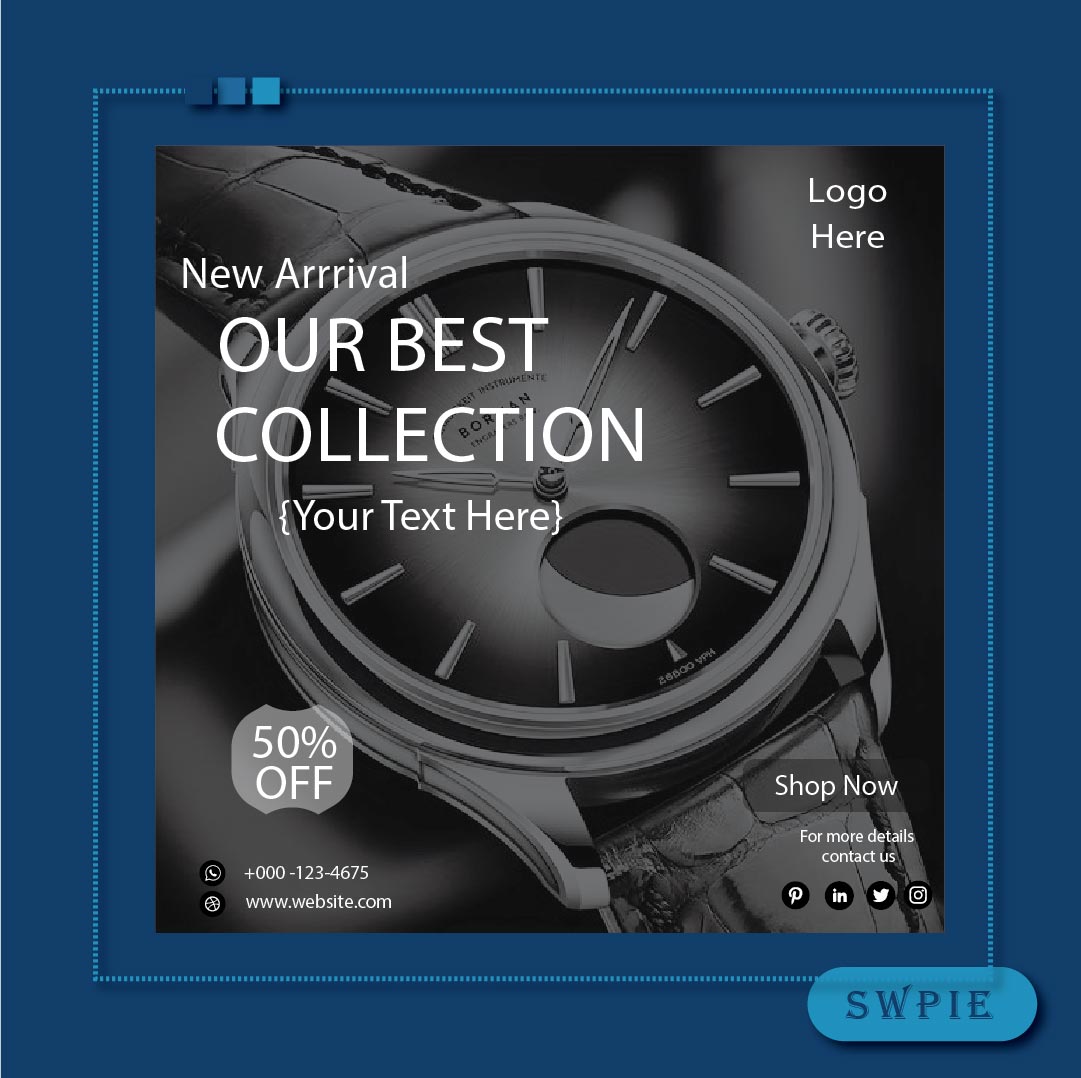 Logo
Here
New Arrrival
OUR BEST
COLLECTION
{Your Text Here}
50%
OFF
Shop Now
For more details
contact us
+000 -123-4675
www.website.com
SWPIE